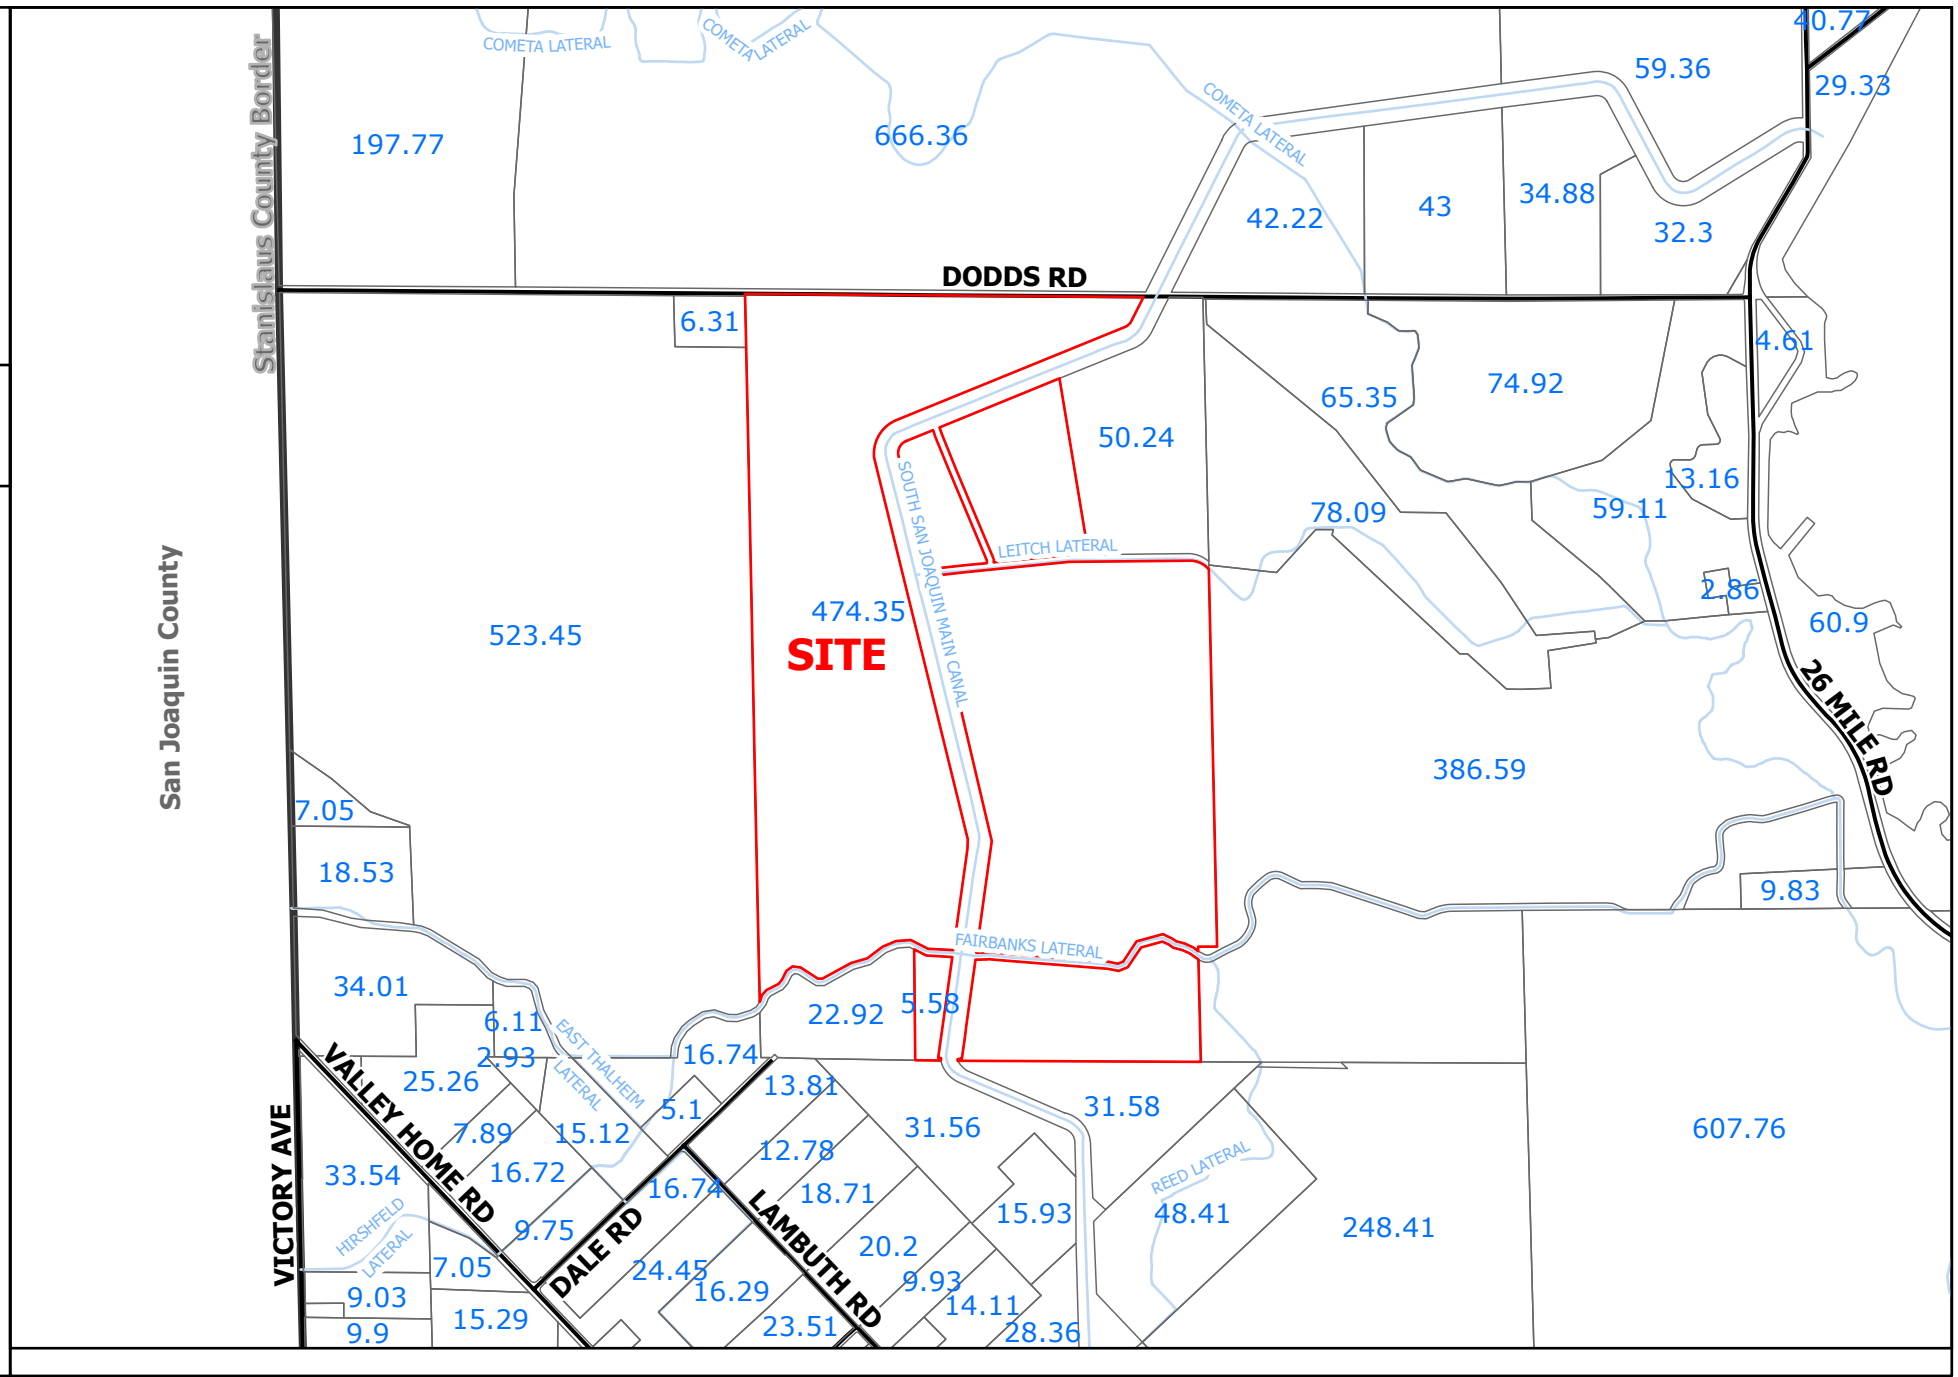 COMETA LATERAL
COMETA LATERAL
40.77
59.36
29.33
Stanislaus County Border
197.77
666.36
COMETA LATERAL
42.22
43
34.88
32.3
DODDS RD
6.31
4.61
65.35
74.92
50.24
13.16
59.11
78.09
SOUTH SAN JOAQUIN MAIN CANAL
LEITCH LATERAL
2.86
60.9
San Joaquin County
523.45
474.35
SITE
26 MILE RD
386.59
7.05
18.53
9.83
FAIRBANKS LATERAL
34.01
22.92
5.58
6.11
2.93
EAST THALHEIM
LATERAL
16.74
25.26
13.81
5.1
VALLEY HOME RD
7.89
15.12
31.56
31.58
607.76
12.78
VICTORY AVE
33.54
16.72
16.74
18.71
REED LATERAL
48.41
15.93
248.41
HIRSHFELD
LATERAL
9.75
DALE RD
LAMBUTH RD
20.2
7.05
24.45
16.29
9.93
14.11
9.03
15.29
23.51
28.36
9.9